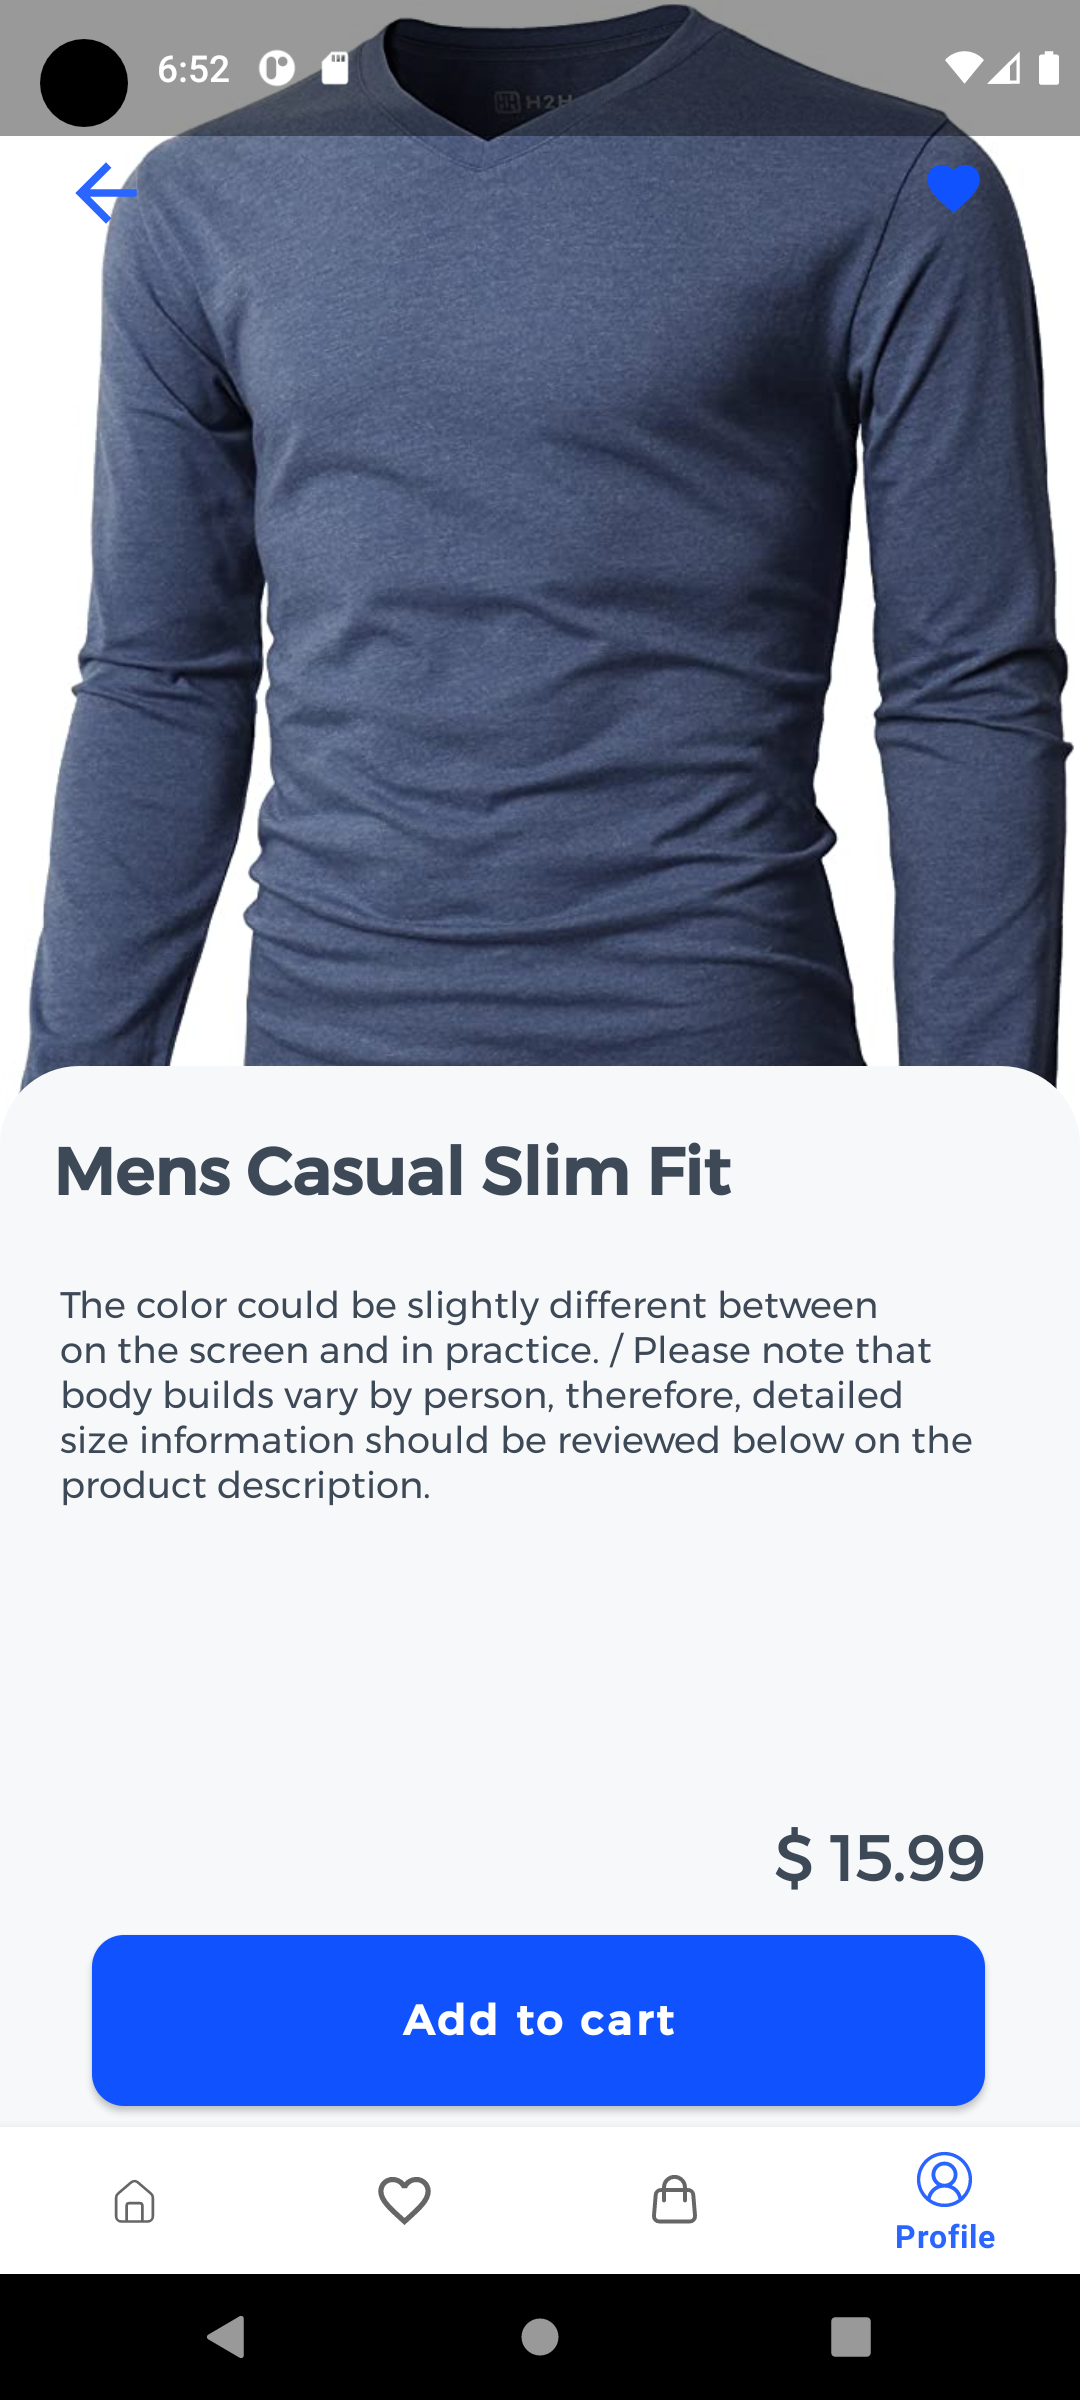 6:52
H2H
Mens Casual Slim Fit
The color could be slightly different between
on the screen and in practice. / Please note that
body builds vary by person, therefore, detailed
size information should be reviewed below on the
product description.
$ 15.99
Add to cart
Profile